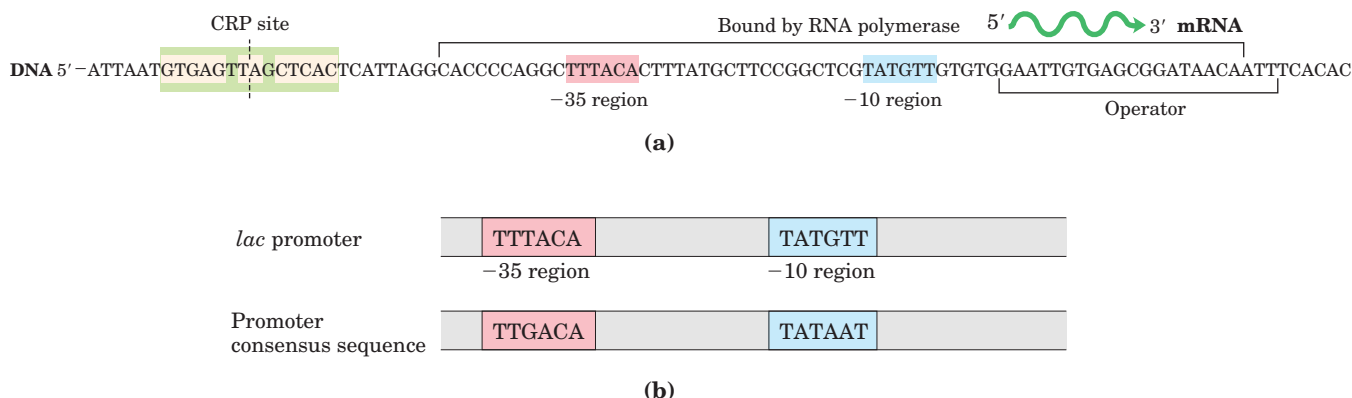 CRP site
Bound by RNA polymerase 5′ 3′ mRNA
DNA 5′ –ATTAATGTGAGTTAGCTCACTCATTAGGCACCCCAGGCTTTACACTTTATGCTTCCGGCTCGTATGTTGTGTGGAATTGTGAGCGGATAACAATTTCACAC
−35 region −10 region Operator
(a)
lac promoter TTTACA TATGTT
−35 region −10 region
Promoter
consensus sequence TTGACA TATAAT
(b)